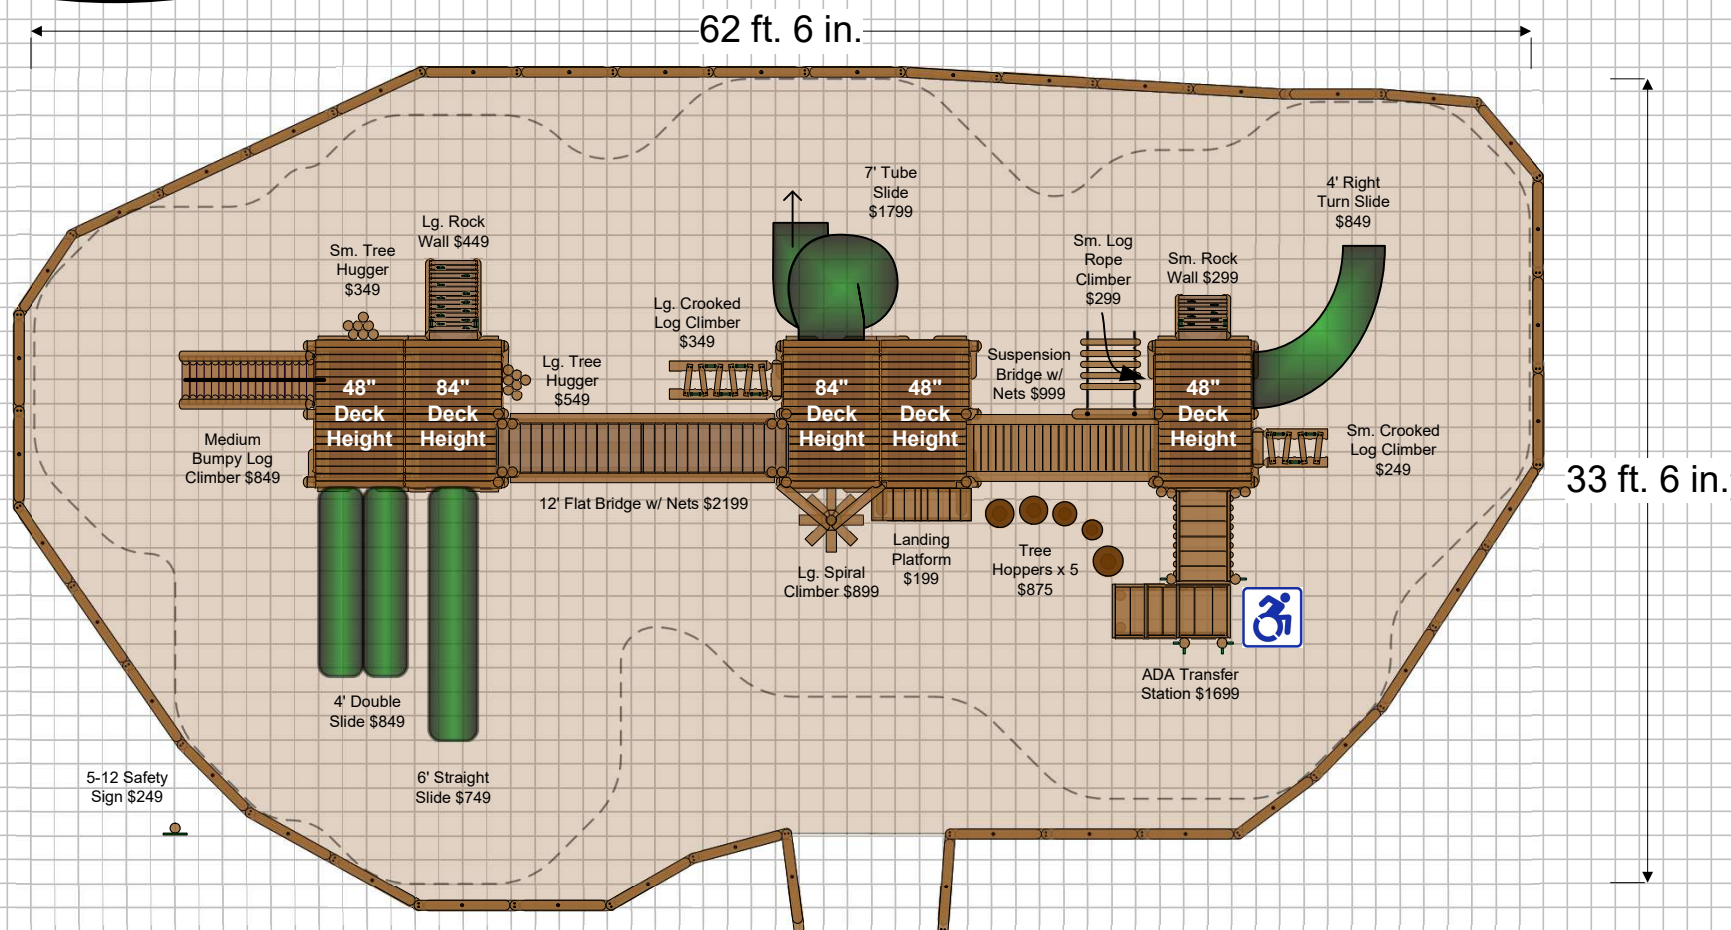 62 ft. 6 in.
7' Tube
Slide
$1799
4' Right
Turn Slide
$849
Lg. Rock
Wall $449
Sm. Tree
Hugger
$349
Sm. Log
Rope
Climber
$299
Sm. Rock
Wall $299
Lg. Crooked
Log Climber
$349
Lg. Tree
Hugger
$549
Suspension
Bridge w/
Nets $999
48"
Deck
Height
84"
Deck
Height
84"
Deck
Height
48"
Deck
Height
48"
Deck
Height
Medium
Bumpy Log
Climber $849
Sm. Crooked
Log Climber
$249
33 ft. 6 in.
12' Flat Bridge w/ Nets $2199
Landing
Platform
$199
Tree
Hoppers x 5
$875
Lg. Spiral
Climber $899
ADA Transfer
Station $1699
4' Double
Slide $849
5-12 Safety
Sign $249
6' Straight
Slide $749